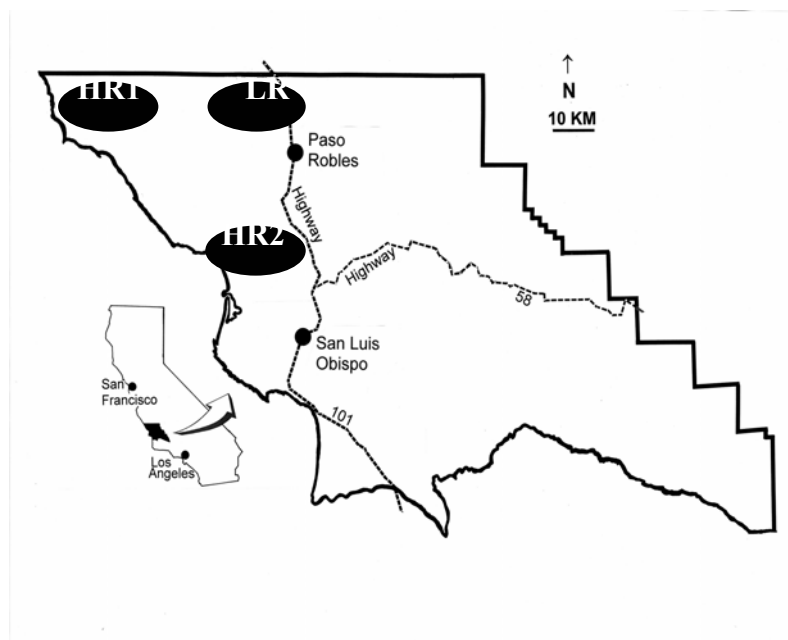 HR1
LR
N
10 KM
Paso
Robles
Highway
HR2
Highway
58
San Luis
Obispo
San
Francisco
101
Los
Angeles